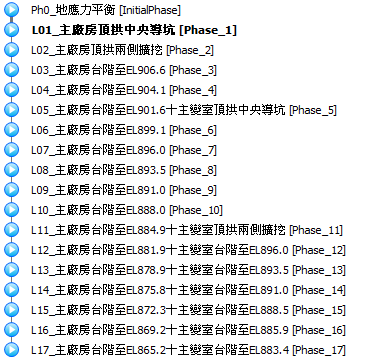 Ph0_地應力平衡 [InitialPhase]
L01_主廠房頂拱中央導坑 [Phase_1]
L02_主廠房頂拱兩側擴挖 [Phase_2]
L03_主廠房台階至EL906.6 [Phase_3]
L04_主廠房台階至EL904.1 [Phase_4]
L05_主廠房台階至EL901.6十主變室頂拱中央導坑 [Phase_5]
L06_主廠房台階至EL899.1 [Phase_6]
L07_主廠房台階至EL896.0 [Phase_7]
L08_主廠房台階至EL893.5 [Phase_8]
L09_主廠房台階至EL891.0 [Phase_9]
L10_主廠房台階至EL888.0 [Phase_10]
L11_主廠房台階至EL884.9十主變室頂拱兩側擴挖 [Phase_11]
L12_主廠房台階至EL881.9十主變室台階至EL896.0 [Phase_12]
L13_主廠房台階至EL878.9十主變室台階至EL893.5 [Phase_13]
L14_主廠房台階至EL875.8十主變室台階至EL891.0 [Phase_14]
L15_主廠房台階至EL872.3十主變室台階至EL888.5 [Phase_15]
L16_主廠房台階至EL869.2十主變室台階至EL885.9 [Phase_16]
L17_主廠房台階至EL865.2十主變室台階至EL883.4 [Phase_17]